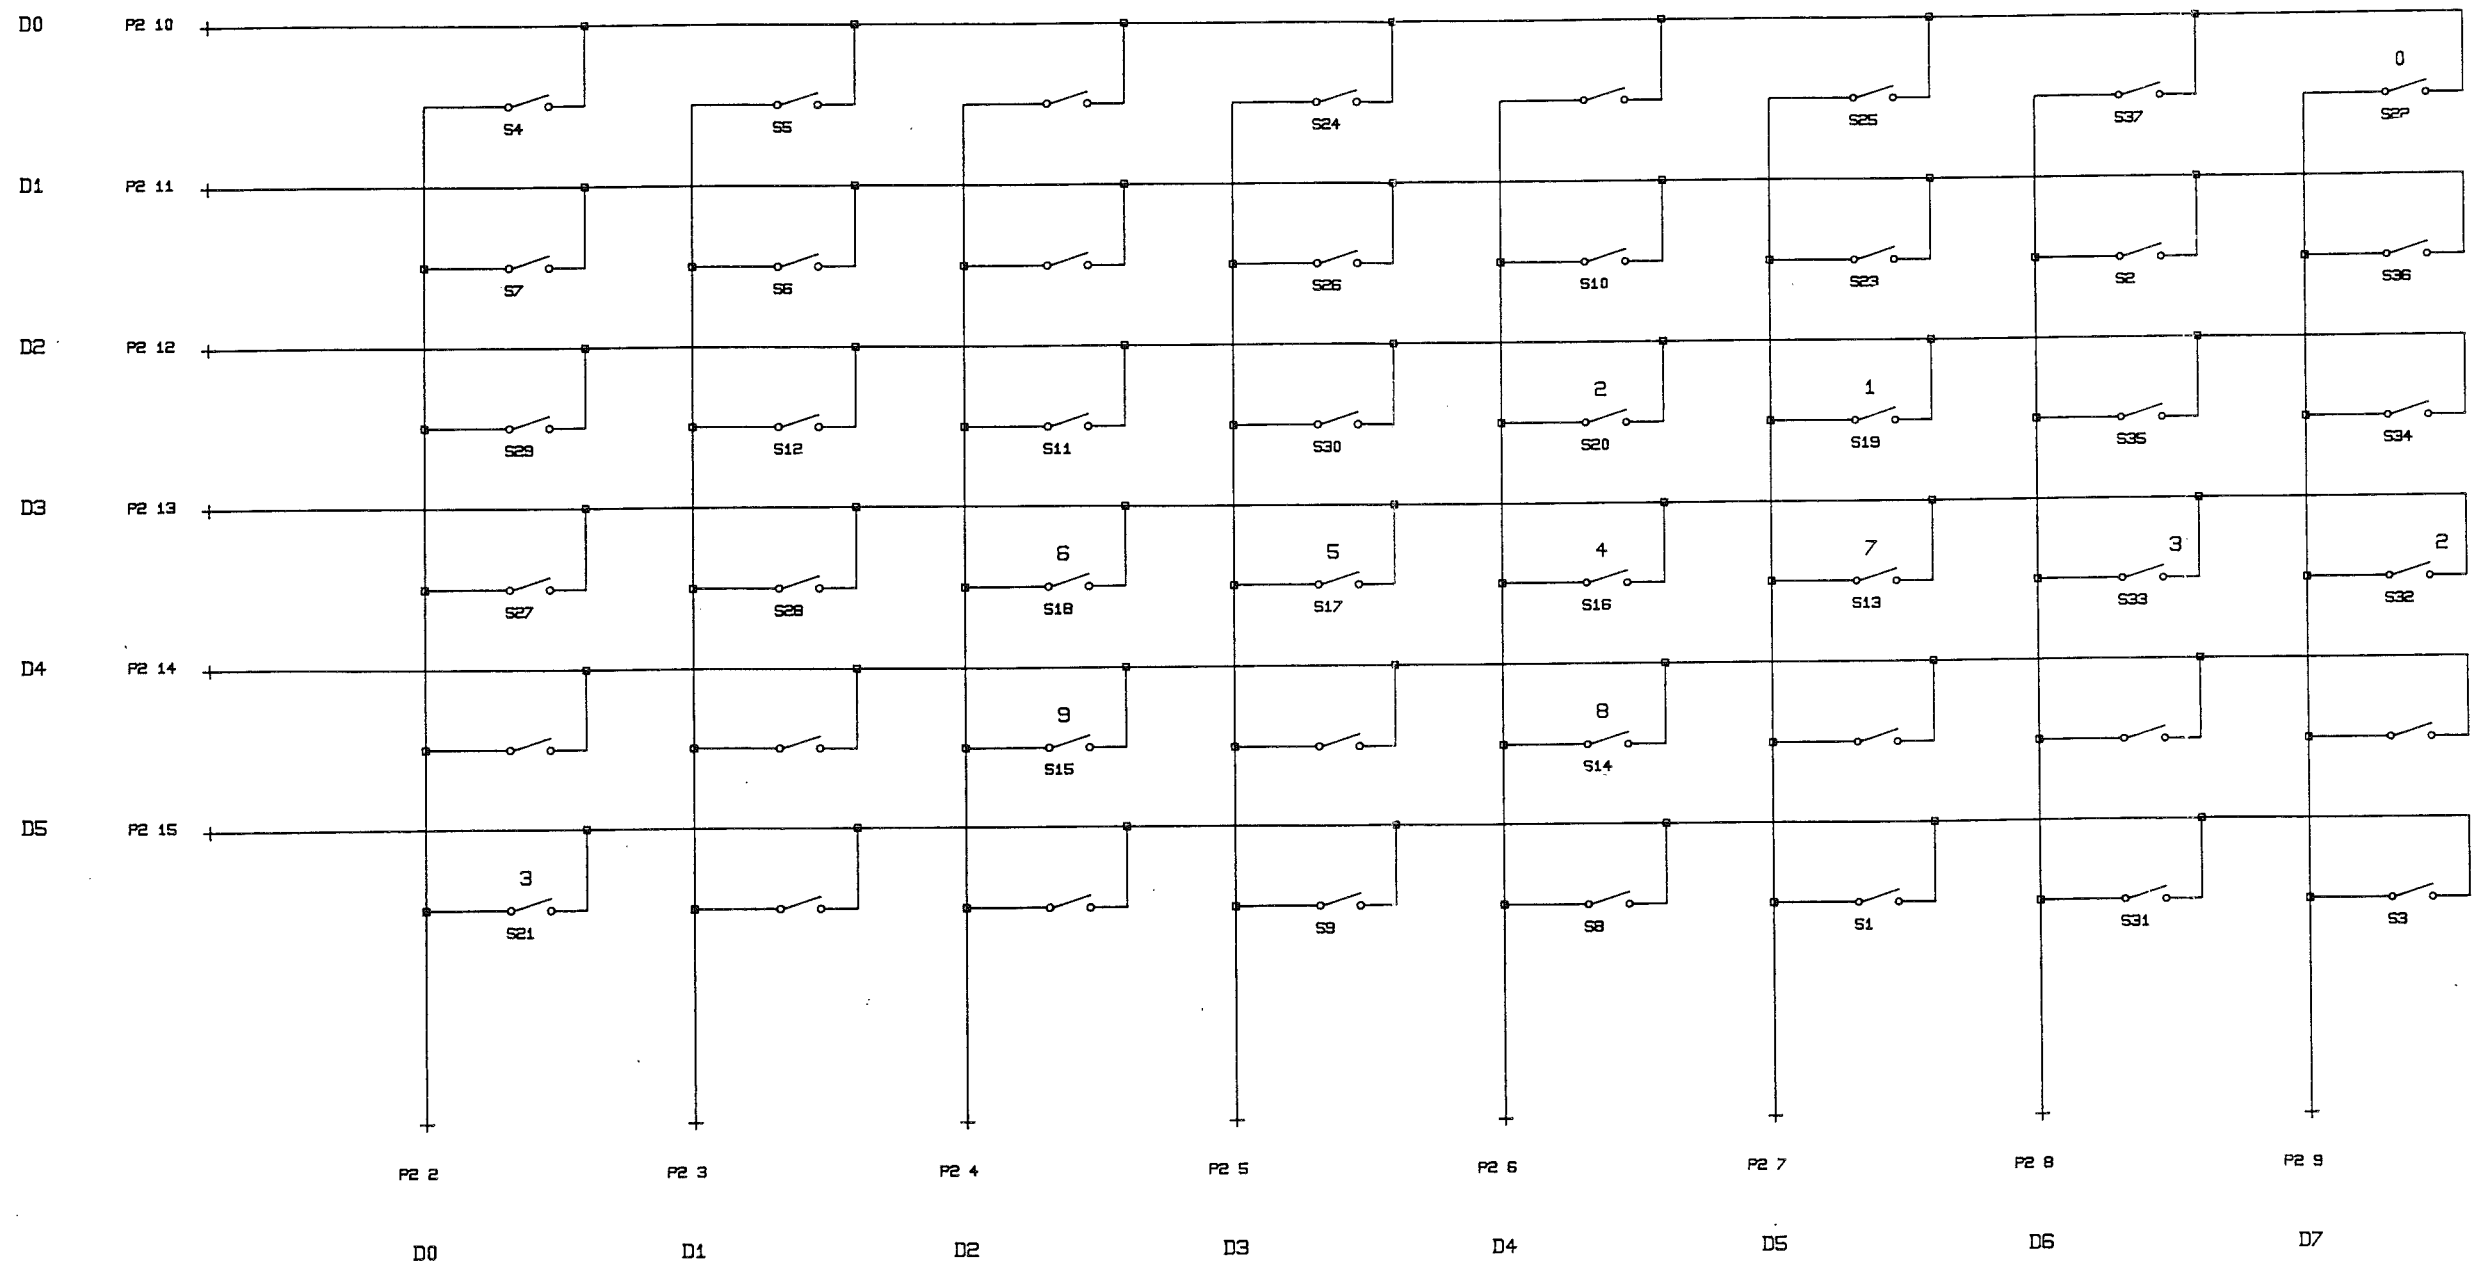 D0 P2 10
0
S4 S5 S24 S25 S37 S22
D1 P2 11
S7 S6 S26 S10 S23 S2 S36
D2 P2 12
2 1
S29 S12 S11 S30 S20 S19 S35 S34
D3 P2 13
6 5 4 7 3 2
S27 S28 S18 S17 S16 S13 S33 S32
D4 P2 14
9 8
S15 S14
D5 P2 15
3
S21 S9 S8 S1 S31 S3
P2 2 P2 3 P2 4 P2 5 P2 6 P2 7 P2 8 P2 9
D0 D1 D2 D3 D4 D5 D6 D7